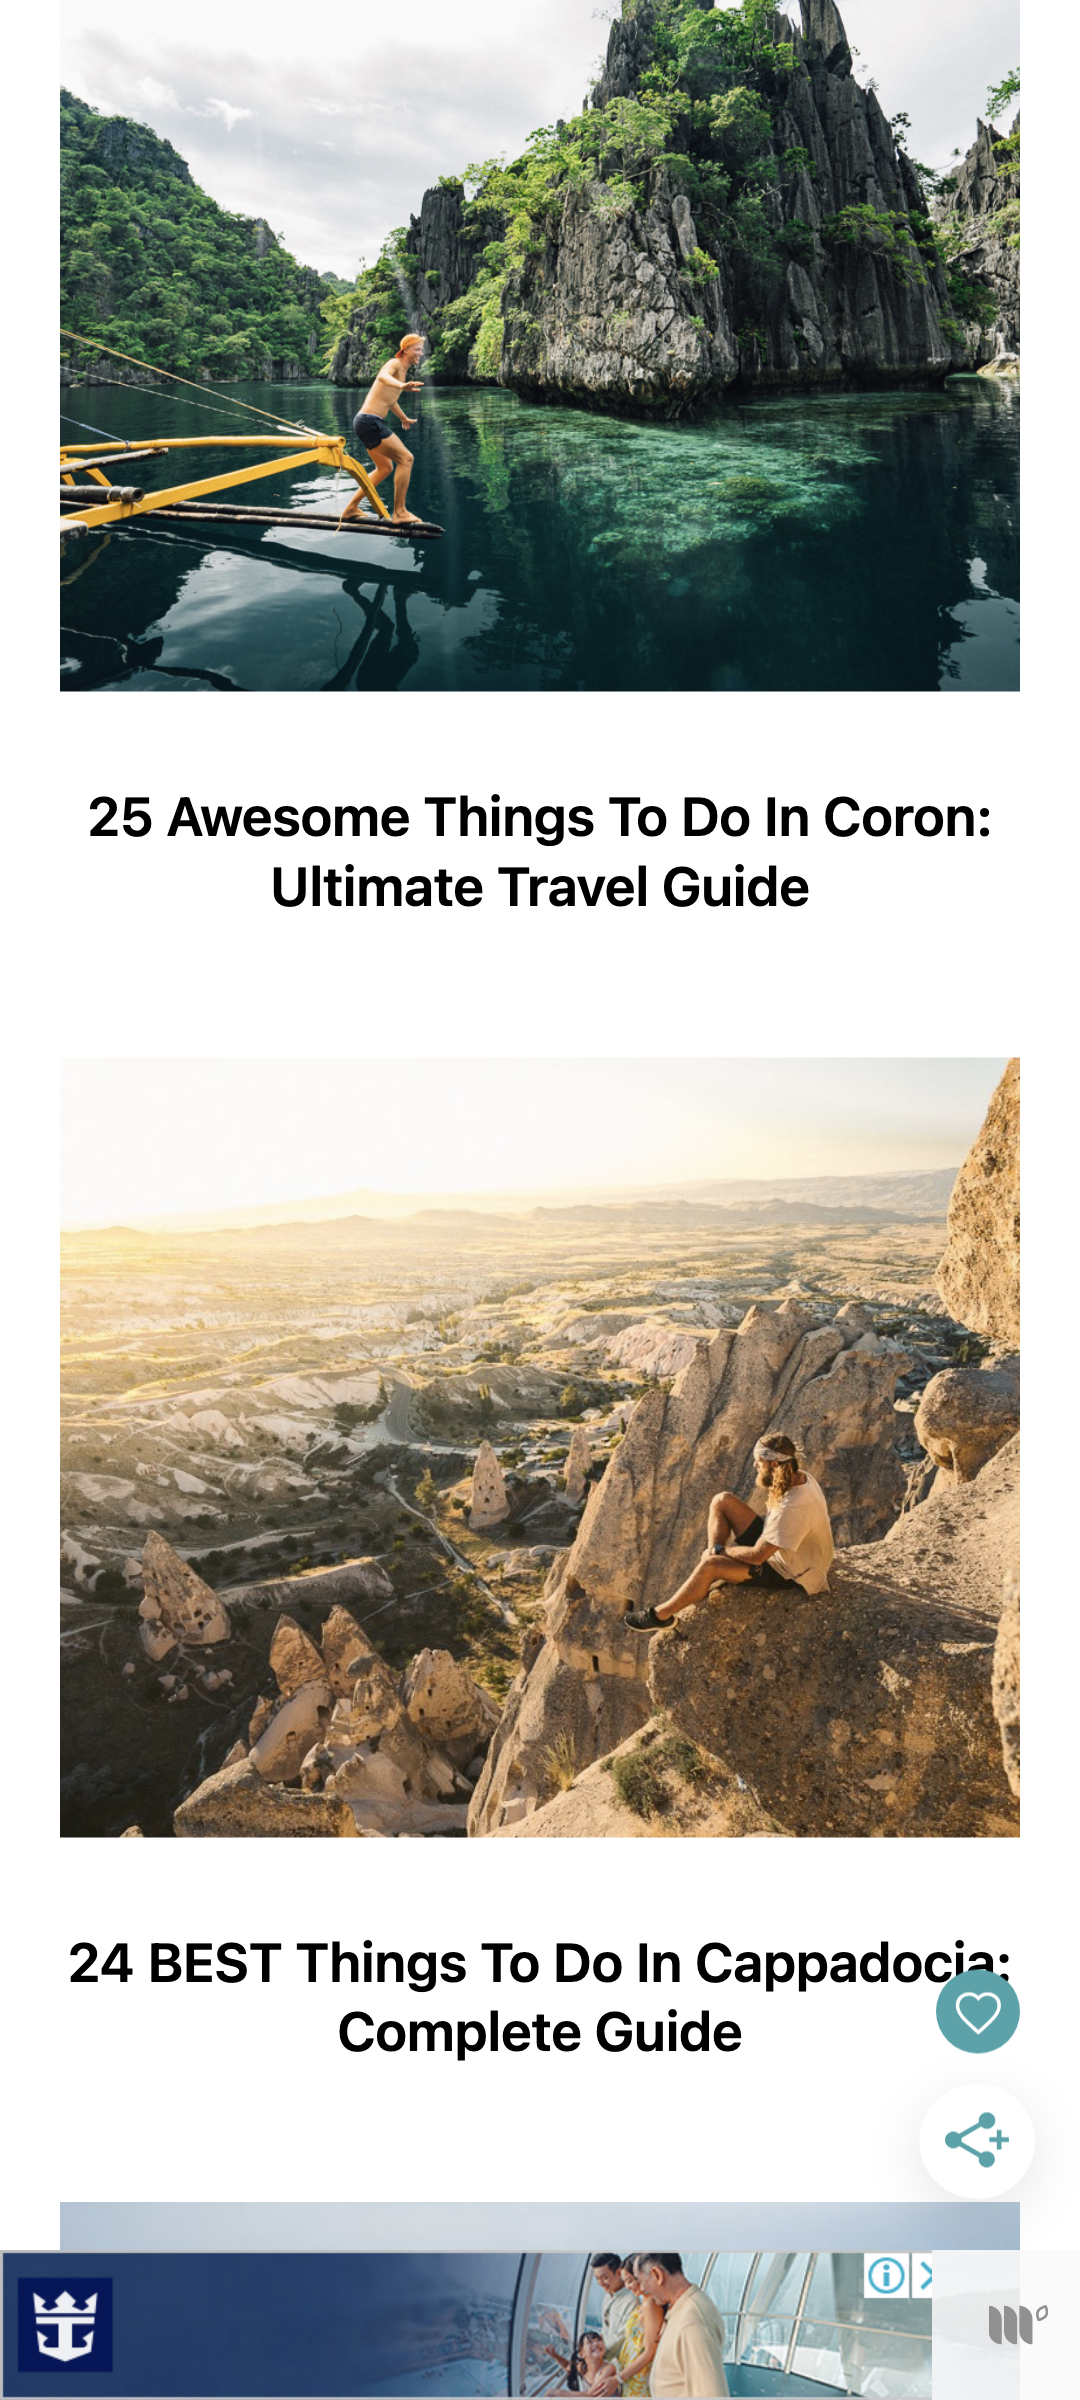 25 Awesome Things To Do In Coron:
Ultimate Travel Guide
24 BEST Things To Do In Cappadocia:
Complete Guide